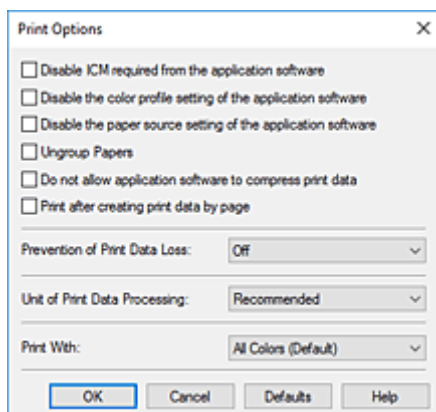 Print Options
Disable ICM required from the application software
Disable the color profile setting of the application software
Disable the paper source setting of the application software
Ungroup Papers
Do not allow application software to compress print data
Print after creating print data by page
Prevention of Print Data Loss: Off
Unit of Print Data Processing: Recommended
Print With: All Colors (Default)
OK Cancel Defaults Help